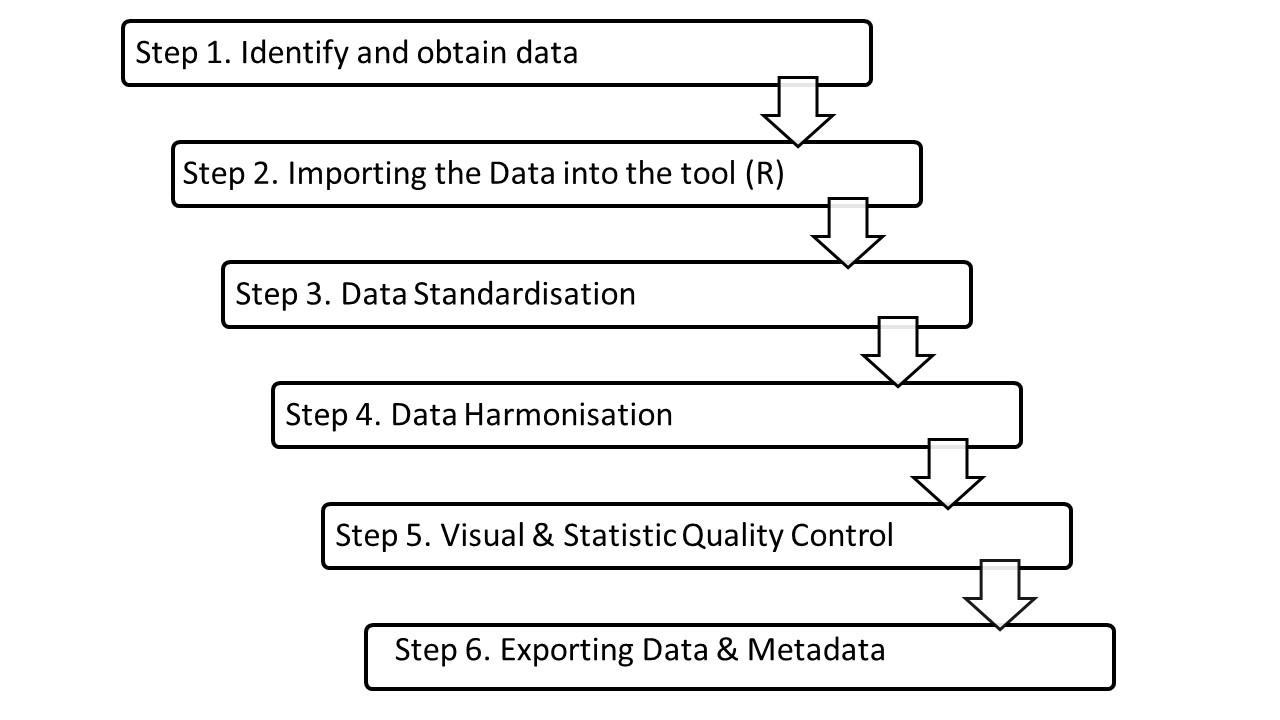 Step 1. Identify and obtain data
Step 2. Importing the Data into the tool (R)
Step 3. Data Standardisation
Step 4. Data Harmonisation
Step 5. Visual & Statistic Quality Control
Step 6. Exporting Data & Metadata